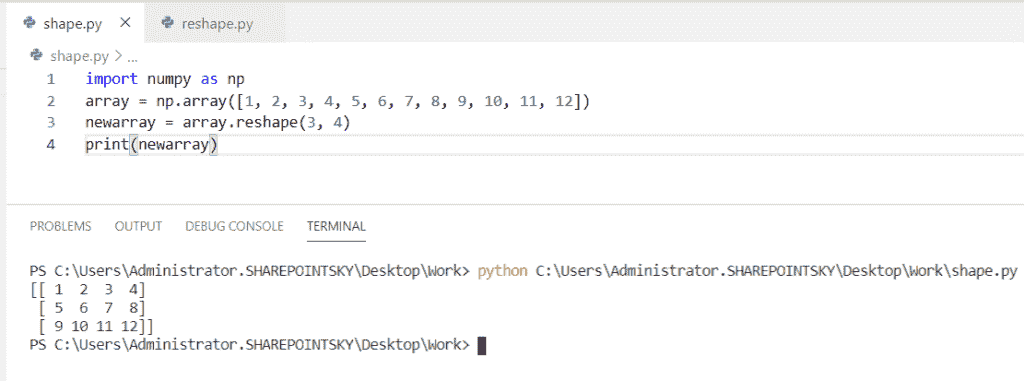 shape.py × reshape.py
shape.py > ...
1 import numpy as np
2 array = np.array([1, 2, 3, 4, 5, 6, 7, 8, 9, 10, 11, 12])
3 newarray = array.reshape(3, 4)
4 print(newarray)
PROBLEMS OUTPUT DEBUG CONSOLE TERMINAL
PS C:\Users\Administrator.SHAREPOINTSKY\Desktop\Work> python C:\Users\Administrator.SHAREPOINTSKY\Desktop\Work\shape.py
[[ 1  2  3  4]
 [ 5  6  7  8]
 [ 9 10 11 12]]
PS C:\Users\Administrator.SHAREPOINTSKY\Desktop\Work>